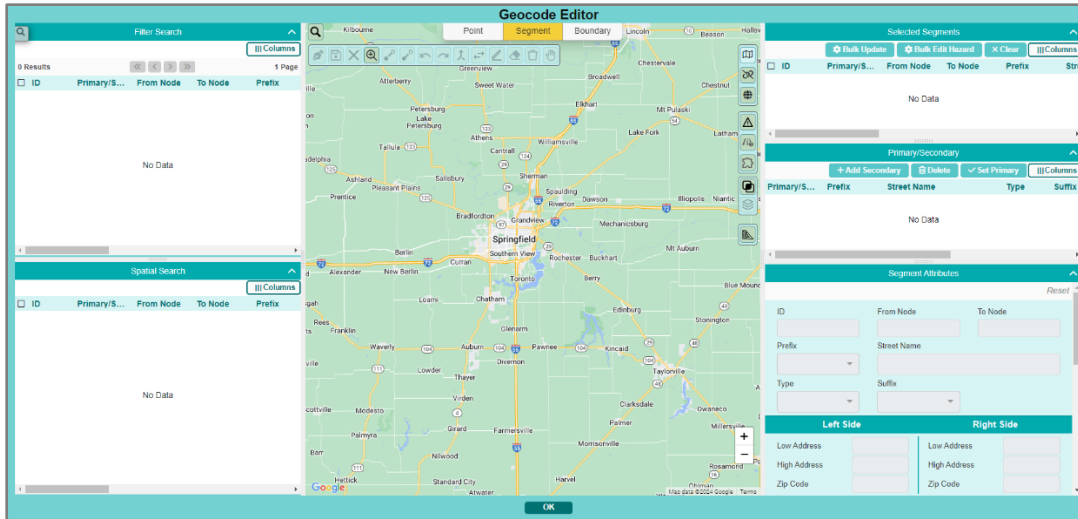 Geocode Editor
Filter Search
Columns
0 Results
1 Page
ID Primary/S... From Node To Node Prefix
No Data
Spatial Search
Columns
ID Primary/S... From Node To Node Prefix
No Data
Point Segment Boundary
Kilbourne
Lincoln
Beason
Greenview
Chestervale
Atterberry
Sweet Water
Broadwell
Chestnut
Petersburg
Elkhart
Mt Pulaski
Lake
Petersburg
Athens
Williamsville
Lake Fork
Latham
Tallula
Cantrall
Sherman
Ashland
Salisbury
Pleasant Plains
Spaulding
Prentice
Riverton
Dawson
Illiopolis
Niantic
Bradfordton
Grandview
Mechanicsburg
Springfield
Berlin
Southern View
Mt Auburn
Curran
Rochester
Buckhart
Alexander
New Berlin
Toronto
Berry
Blue Mound
Loami
Chatham
Edinburg
Rees
Franklin
Glenarm
Stonington
Waverly
Auburn
Pawnee
Kincaid
Lowder
Divernon
Taylorville
Thayer
Virden
Clarksdale
Owaneco
Modesto
Palmer
Girard
Farmersville
Millersville
Palmyra
Morrisonville
Barr
Nilwood
Rosamond
Hettick
Standard City
Harvel
Ohlman
Atwater
Google
Map data ©2024 Google Terms
Selected Segments
Bulk Update Bulk Edit Hazard Clear Columns
ID Primary/S... From Node To Node Prefix Stre
No Data
Primary/Secondary
+ Add Secondary Delete Set Primary Columns
Primary/S... Prefix Street Name Type Suffix
No Data
Segment Attributes
Reset
ID From Node To Node
Prefix Street Name
Type Suffix
Left Side Right Side
Low Address Low Address
High Address High Address
Zip Code Zip Code
OK